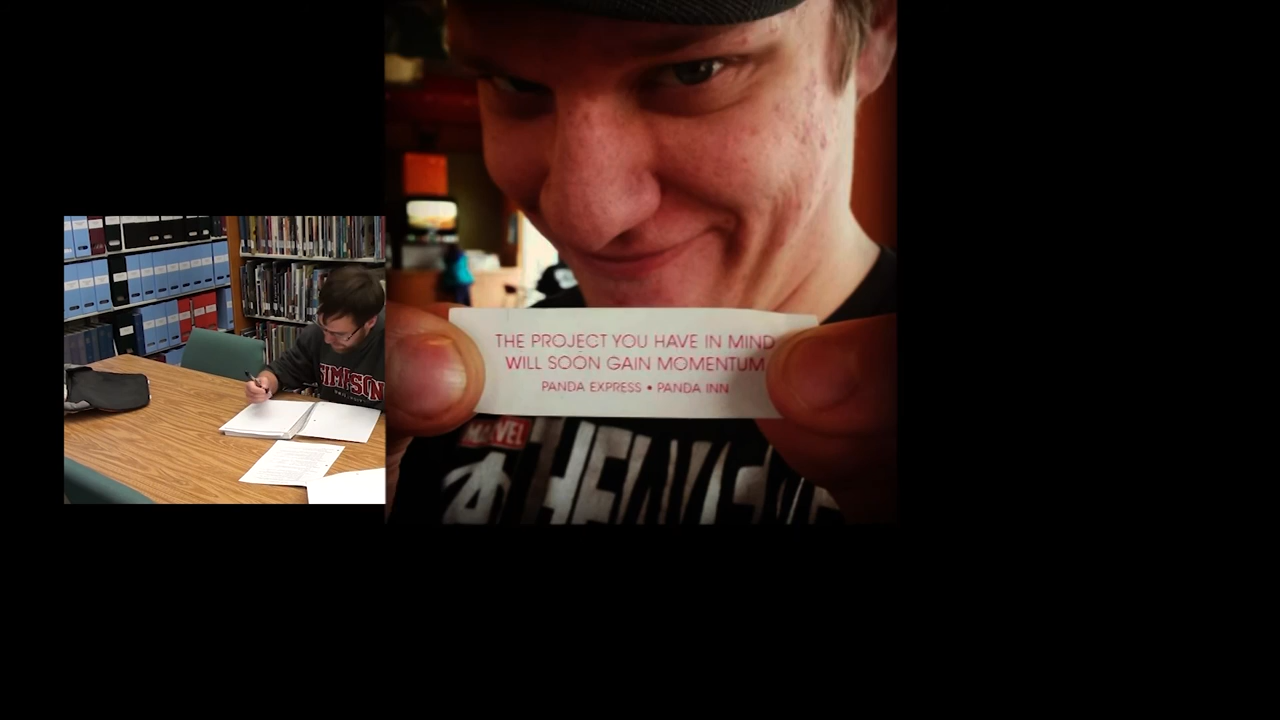 SIMPSON
THE PROJECT YOU HAVE IN MIND
WILL SOON GAIN MOMENTUM
PANDA EXPRESS • PANDA INN
MARVEL